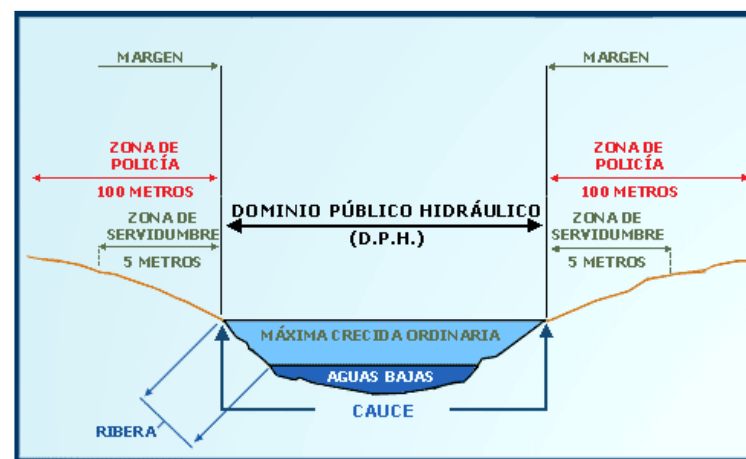 MARGEN
MARGEN
ZONA DE
POLICÍA
100 METROS
ZONA DE
POLICÍA
100 METROS
DOMINIO PÚBLICO HIDRÁULICO
(D.P.H.)
ZONA DE
SERVIDUMBRE
5 METROS
ZONA DE
SERVIDUMBRE
5 METROS
MÁXIMA CRECIDA ORDINARIA
AGUAS BAJAS
CAUCE
RIBERA